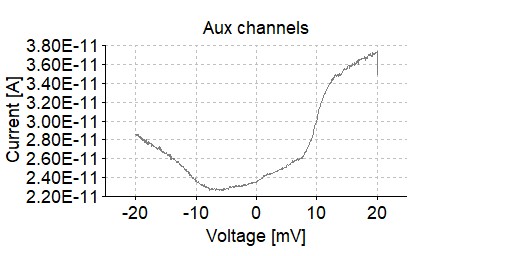 Aux channels
Current [A]
3.80E-11
3.60E-11
3.40E-11
3.20E-11
3.00E-11
2.80E-11
2.60E-11
2.40E-11
2.20E-11
-20 -10 0 10 20
Voltage [mV]